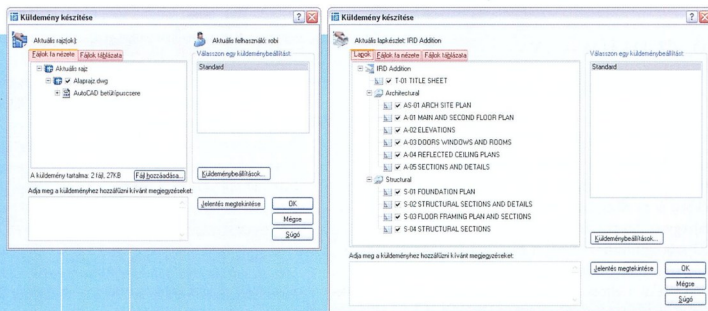 Küldemény készítése
Aktuális rajz(ok):
Aktuális felhasználó: robi
Fájlok fa nézete
Fájlok táblázata
Válasszon egy küldeménybeállítást
Standard
Aktuális rajz
Alaprajz.dwg
AutoCAD betűtípuscsere
A küldemény tartalma: 2 fájl, 27KB
Fájl hozzáadása...
Küldeménybeállítások...
Adja meg a küldeményhez hozzáfűzni kívánt megjegyzéseket:
Jelentés megtekintése
OK
Mégse
Súgó
Küldemény készítése
Aktuális lapkészlet: IRD Addition
Lapok
Fájlok fa nézete
Fájlok táblázata
Válasszon egy küldeménybeállítást
Standard
IRD Addition
T-01 TITLE SHEET
Architectural
AS-01 ARCH SITE PLAN
A-01 MAIN AND SECOND FLOOR PLAN
A-02 ELEVATIONS
A-03 DOORS WINDOWS AND ROOMS
A-04 REFLECTED CEILING PLANS
A-05 SECTIONS AND DETAILS
Structural
S-01 FOUNDATION PLAN
S-02 STRUCTURAL SECTIONS AND DETAILS
S-03 FLOOR FRAMING PLAN AND SECTIONS
S-04 STRUCTURAL SECTIONS
Küldeménybeállítások...
Adja meg a küldeményhez hozzáfűzni kívánt megjegyzéseket:
Jelentés megtekintése
OK
Mégse
Súgó